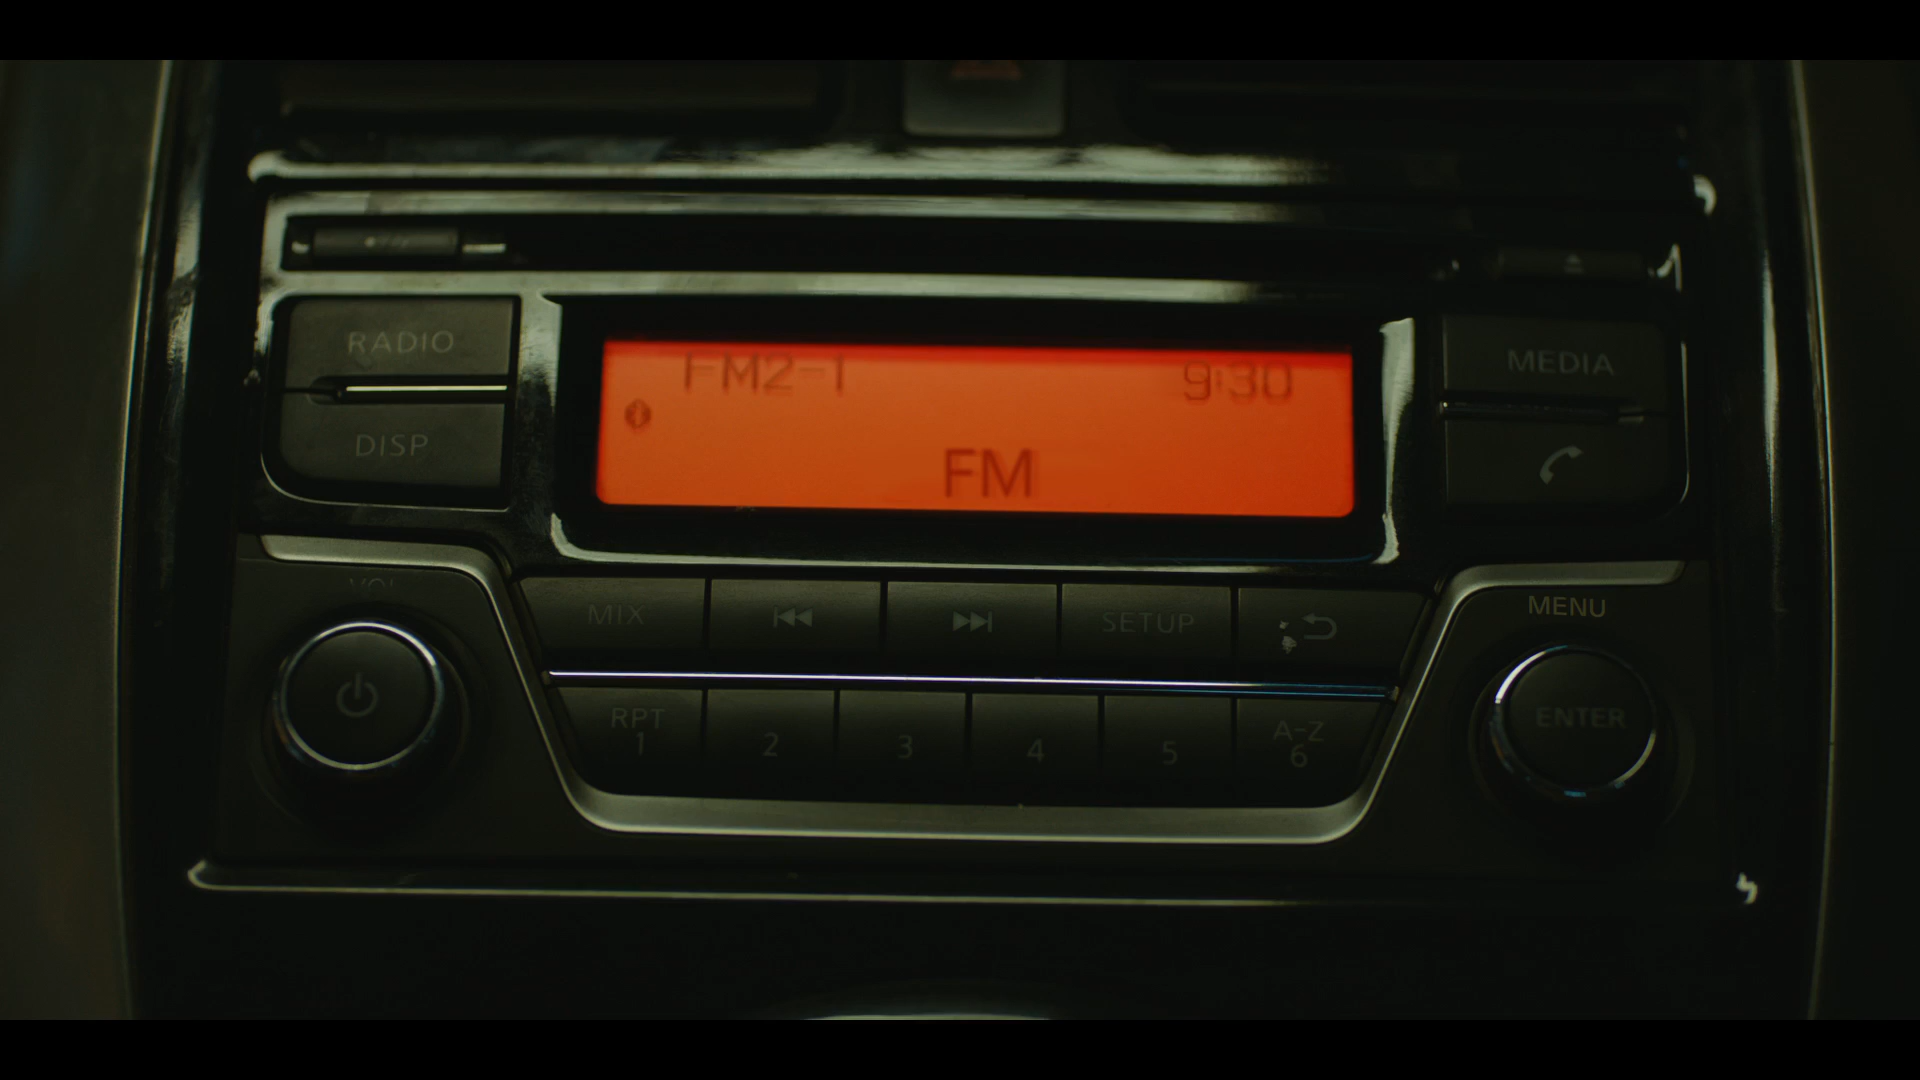 RADIO
FM2-1 9:30
MEDIA
DISP
FM
VOL
MENU
MIX
SETUP
ENTER
RPT A-Z
1 2 3 4 5 6